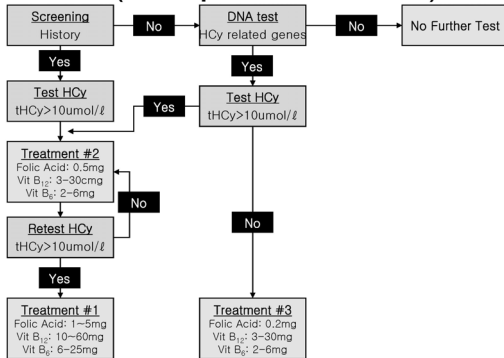 Screening
History
No
DNA test
HCy related genes
No
No Further Test
Yes
Yes
Test HCy
tHCy>10umol/ℓ
Yes
Test HCy
tHCy>10umol/ℓ
Treatment #2
Folic Acid: 0.5mg
Vit B₁₂: 3-30cmg
Vit B₆: 2-6mg
No
Retest HCy
tHCy>10umol/ℓ
No
Yes
Treatment #1
Folic Acid: 1~5mg
Vit B₁₂: 10~60mg
Vit B₆: 6-25mg
Treatment #3
Folic Acid: 0.2mg
Vit B₁₂: 3-30mg
Vit B₆: 2-6mg